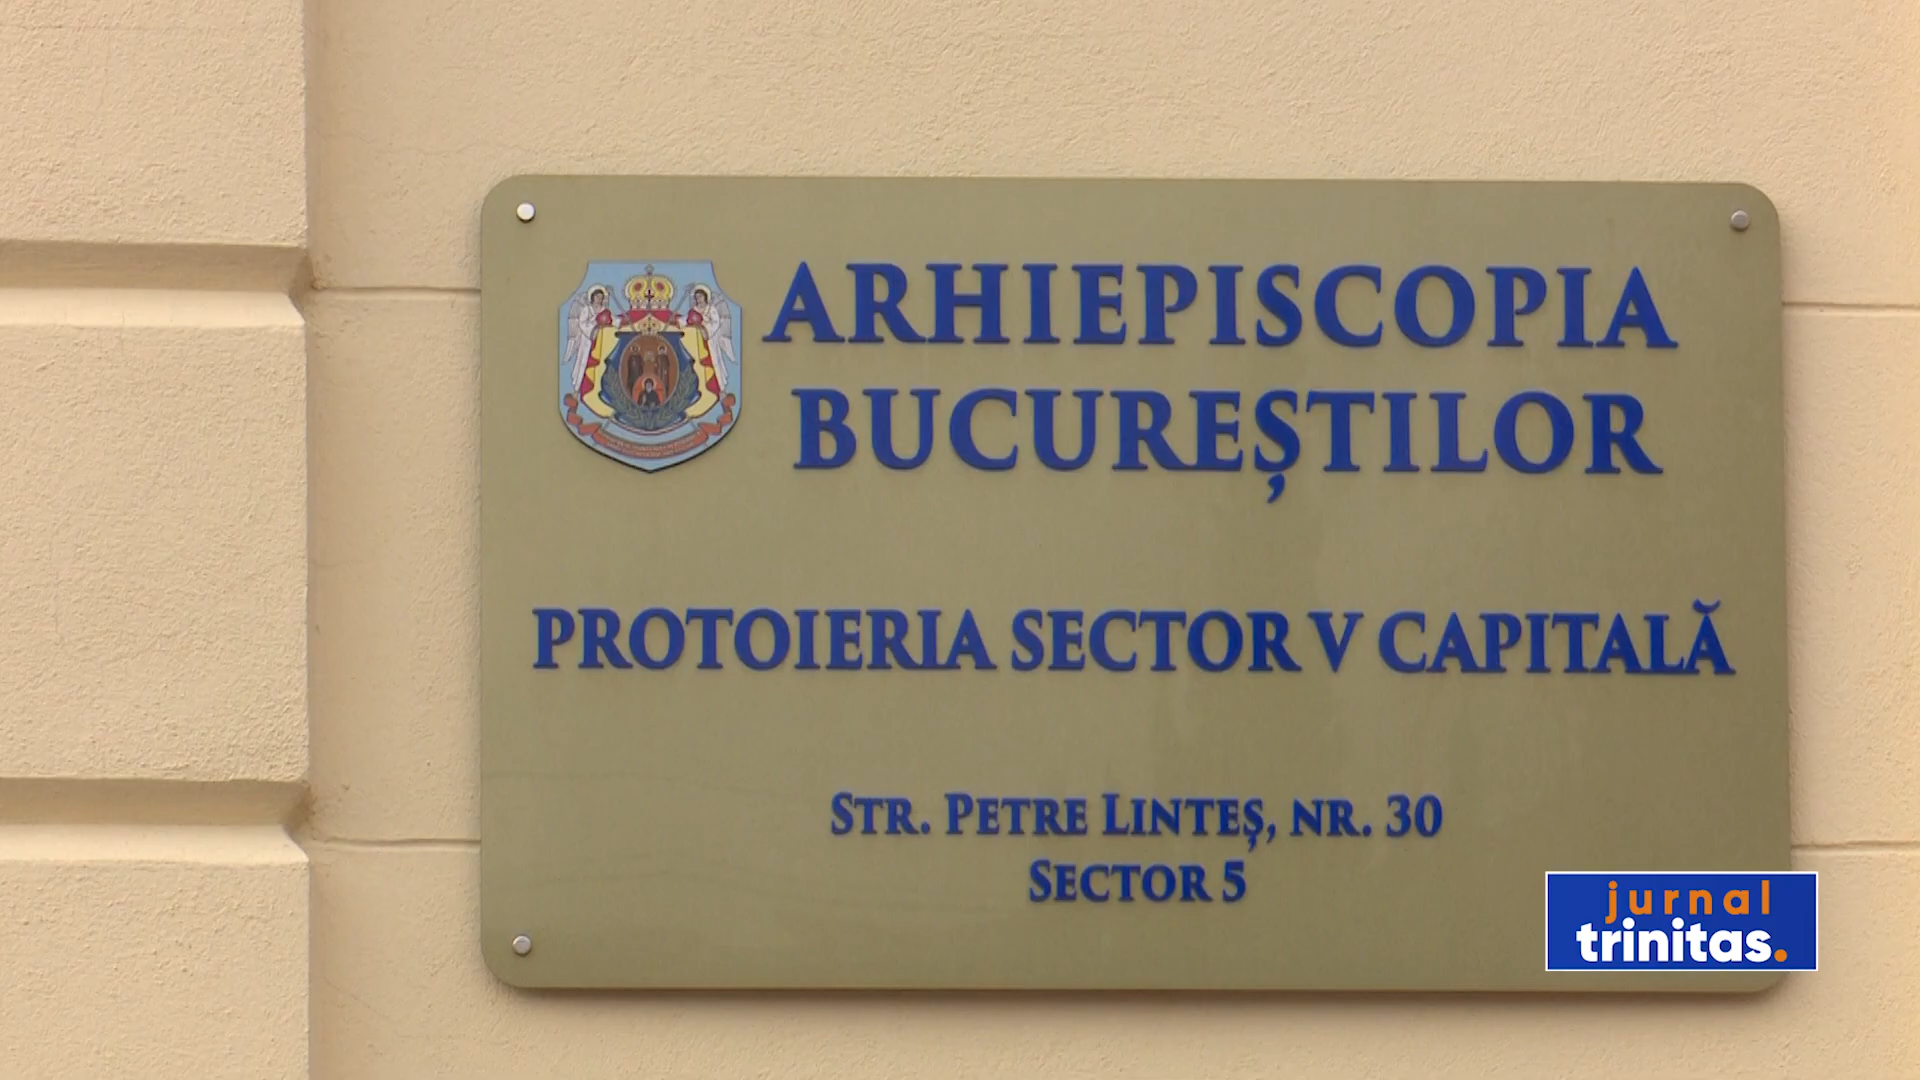 ARHIEPISCOPIA
BUCUREȘTILOR
PROTOIERIA SECTOR V CAPITALĂ
STR. PETRE LINTEȘ, NR. 30
SECTOR 5
jurnal
trinitas.